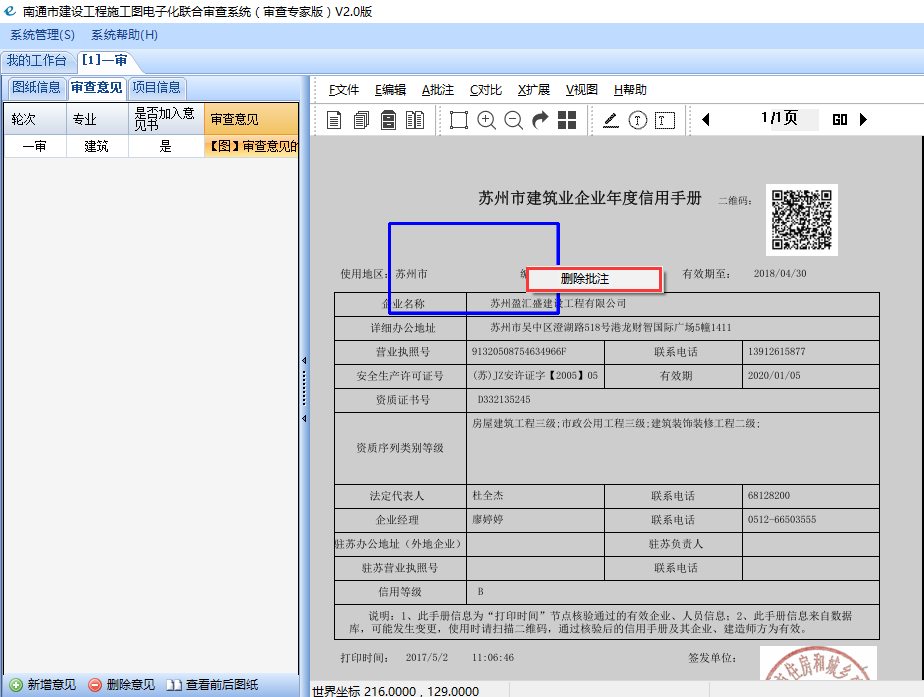 南通市建设工程施工图电子化联合审查系统（审查专家版）V2.0版
系统管理(S) 系统帮助(H)
我的工作台 [1]一审
图纸信息 审查意见 项目信息
轮次 专业 是否加入意见书 审查意见
一审 建筑 是 【图】审查意见的
F文件 E编辑 A批注 C对比 X扩展 V视图 H帮助
1/1页 GO
苏州市建筑业企业年度信用手册 二维码：
使用地区： 苏州市 有效期至： 2018/04/30
删除批注
企业名称 苏州盈汇盛建设工程有限公司
详细办公地址 苏州市吴中区澄湖路518号港龙财智国际广场5幢1411
营业执照号 91320508754634966F 联系电话 13912615877
安全生产许可证号 (苏)JZ安许证字【2005】05 有效期 2020/01/05
资质证书号 D332135245
资质序列类别等级 房屋建筑工程三级;市政公用工程三级;建筑装饰装修工程二级;
法定代表人 杜全杰 联系电话 68128200
企业经理 廖婷婷 联系电话 0512-66503555
驻苏办公地址（外地企业） 驻苏负责人
驻苏营业执照号 联系电话
信用等级 B
说明：1、此手册信息为“打印时间”节点核验通过的有效企业、人员信息；2、此手册信息来自数据
库，可能发生变更，使用时请扫描二维码，通过核验后的信用手册及其企业、建造师方为有效。
打印时间： 2017/5/2 11:06:46 签发单位：
新增意见 删除意见 查看前后图纸
世界坐标 216.0000 , 129.0000